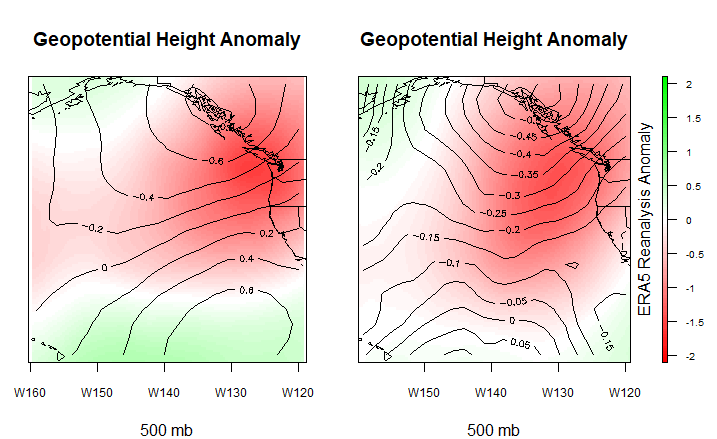 Geopotential Height Anomaly
Geopotential Height Anomaly
−0.6
−0.4
−0.2
0.2
0
0.4
0.6
W160
W150
W140
W130
W120
500 mb
−0.15
−0.2
−0.45
−0.4
−0.35
−0.3
−0.25
−0.2
−0.15
−0.1
−0.05
0
0.05
−0.15
W150
W140
W130
W120
500 mb
2
1.5
1
0.5
0
-0.5
-1
-1.5
-2
ERA5 Reanalysis Anomaly